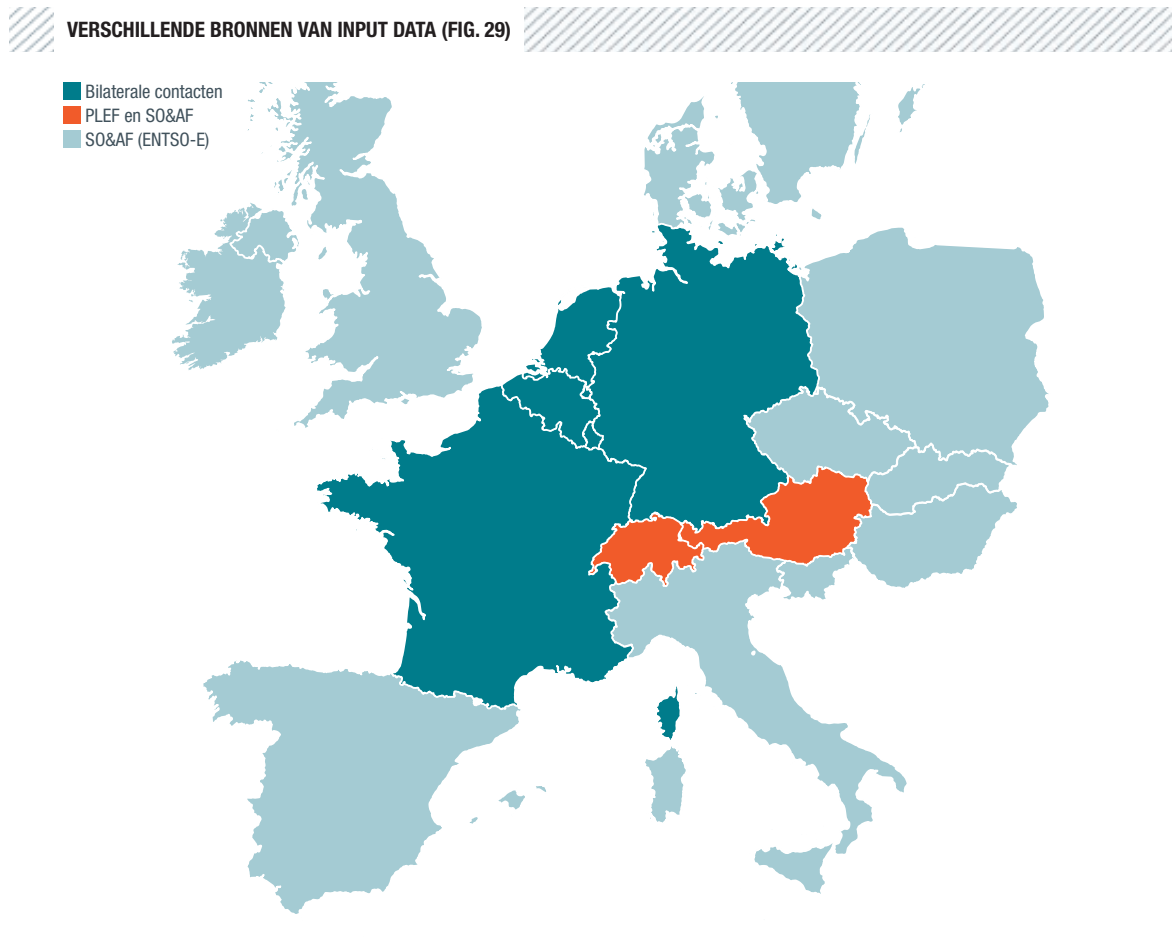 VERSCHILLENDE BRONNEN VAN INPUT DATA (FIG. 29)
Bilaterale contacten
PLEF en SO&AF
SO&AF (ENTSO-E)